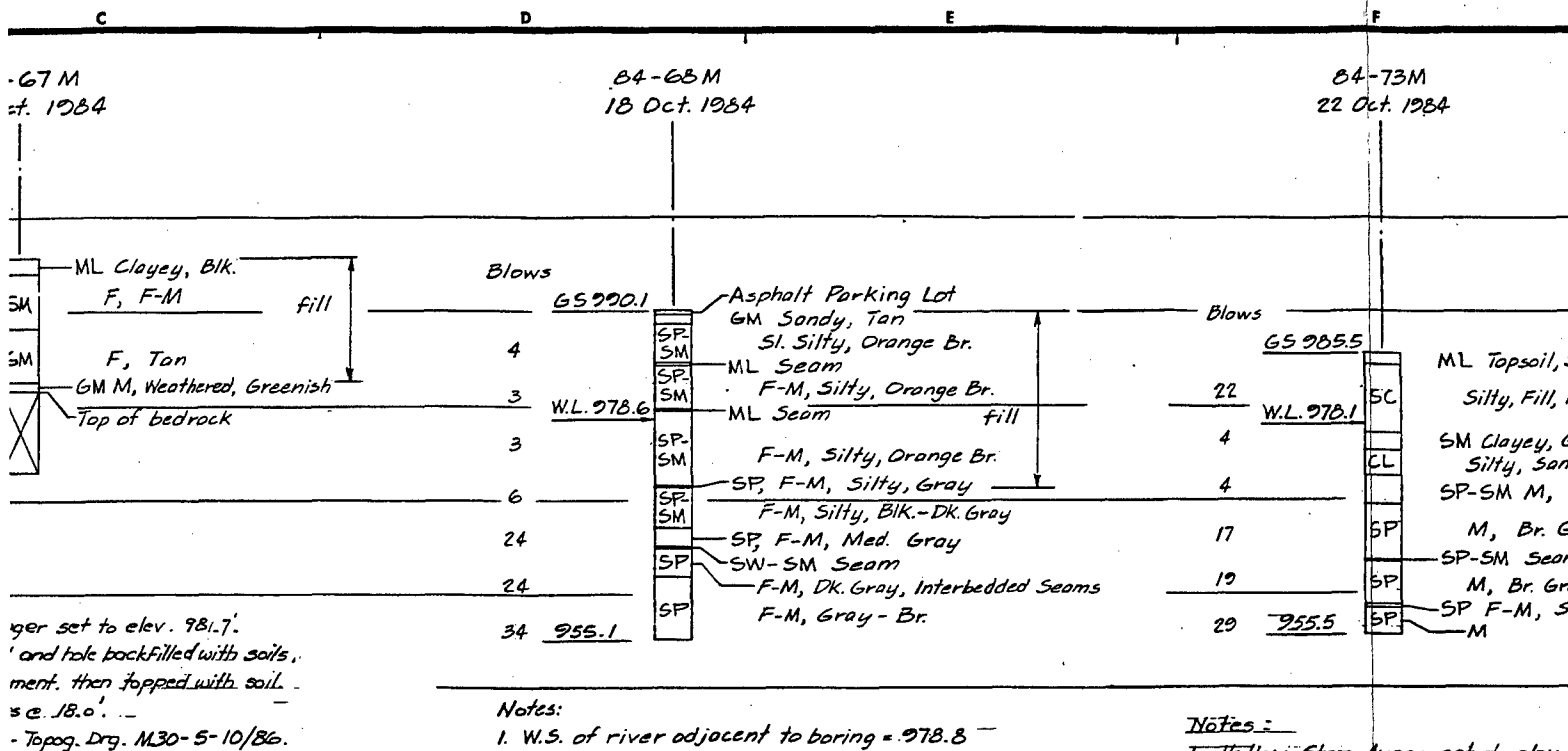 C
D
E
F
-67 M
ct. 1984
84-68M
18 Oct. 1984
84-73M
22 Oct. 1984
ML Clayey, Blk.
SM
F, F-M
fill
SM
F, Tan
GM M, Weathered, Greenish
Top of bedrock
ger set to elev. 981.7'.
' and hole backfilled with soils,
ment. then topped with soil
s @ 18.0'.
- Topog. Drg. M30-5-10/86.
Blows
GS 990.1
Asphalt Parking Lot
GM Sandy, Tan
SP-SM
Sl. Silty, Orange Br.
4
ML Seam
SP-SM
F-M, Silty, Orange Br.
3
W.L. 978.6
ML Seam
fill
3
SP-SM
F-M, Silty, Orange Br.
SP, F-M, Silty, Gray
6
SP-SM
F-M, Silty, Blk.-Dk. Gray
24
SP, F-M, Med. Gray
SW-SM Seam
SP
F-M, Dk. Gray, Interbedded Seams
24
SP
F-M, Gray-Br.
34
955.1
Notes:
1. W.S. of river adjacent to boring = 978.8
Blows
GS 985.5
ML Topsoil,
22
SC
Silty, Fill,
W.L. 978.1
4
SM Clayey,
CL
Silty,
4
SP-SM M,
17
SP
M, Br.
SP-SM
19
SP
M, Br.
SP F-M,
29
955.5
SP
M
Notes: